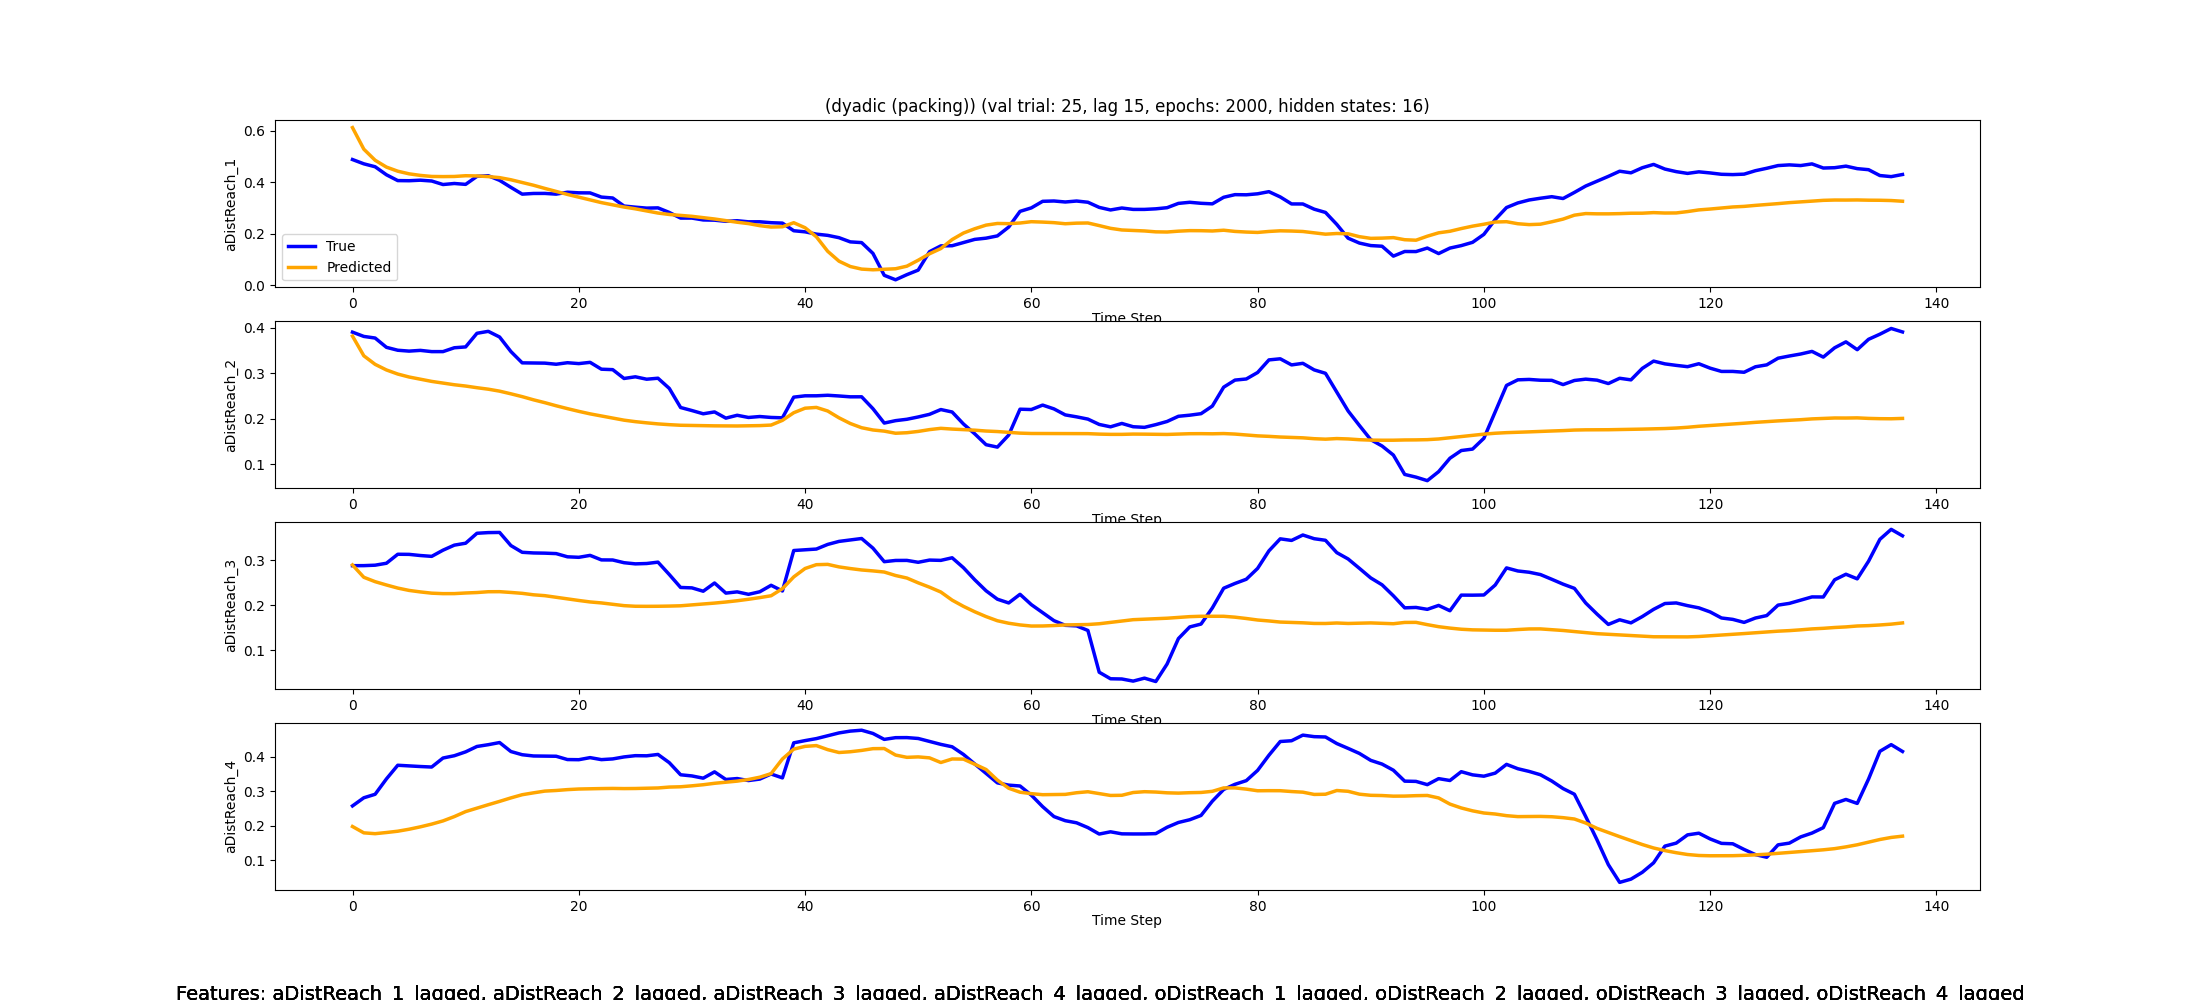 (dyadic (packing)) (val trial: 25, lag 15, epochs: 2000, hidden states: 16)
aDistReach_1
0.6
0.4
0.2
0.0
True
Predicted
0 20 40 60 80 100 120 140
Time Step
aDistReach_2
0.4
0.3
0.2
0.1
0 20 40 60 80 100 120 140
Time Step
aDistReach_3
0.3
0.2
0.1
0 20 40 60 80 100 120 140
Time Step
aDistReach_4
0.4
0.3
0.2
0.1
0 20 40 60 80 100 120 140
Time Step
Features: aDistReach_1_lagged, aDistReach_2_lagged, aDistReach_3_lagged, aDistReach_4_lagged, oDistReach_1_lagged, oDistReach_2_lagged, oDistReach_3_lagged, oDistReach_4_lagged